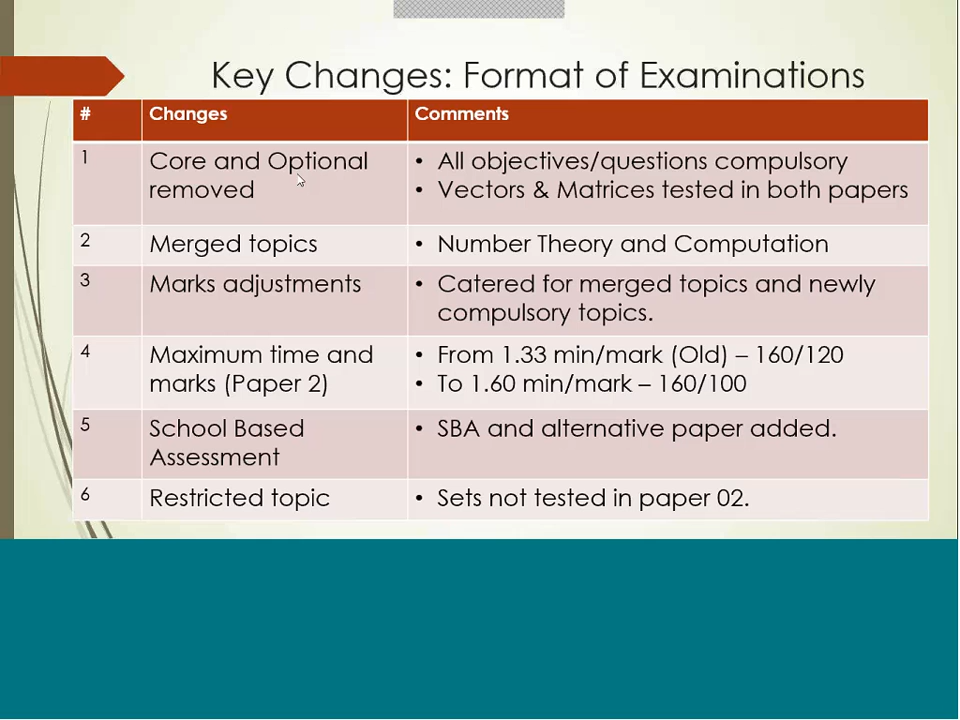 Key Changes: Format of Examinations
# Changes Comments
1 Core and Optional removed
• All objectives/questions compulsory
• Vectors & Matrices tested in both papers
2 Merged topics • Number Theory and Computation
3 Marks adjustments • Catered for merged topics and newly
compulsory topics.
4 Maximum time and
marks (Paper 2)
• From 1.33 min/mark (Old) – 160/120
• To 1.60 min/mark – 160/100
5 School Based
Assessment
• SBA and alternative paper added.
6 Restricted topic • Sets not tested in paper 02.